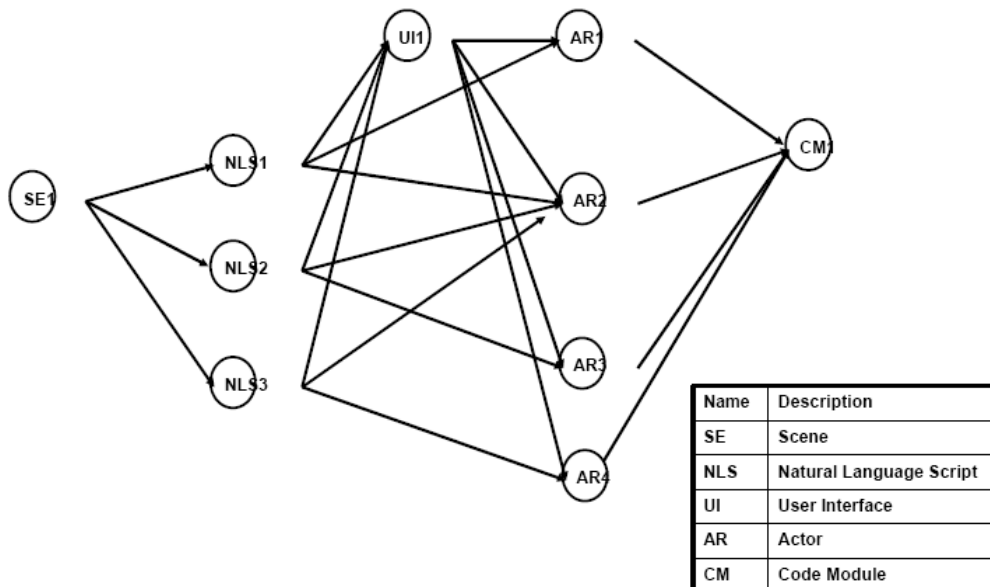 UI1
AR1
CM1
NLS1
SE1
AR2
NLS2
NLS3
AR3
AR4
Name Description
SE Scene
NLS Natural Language Script
UI User Interface
AR Actor
CM Code Module